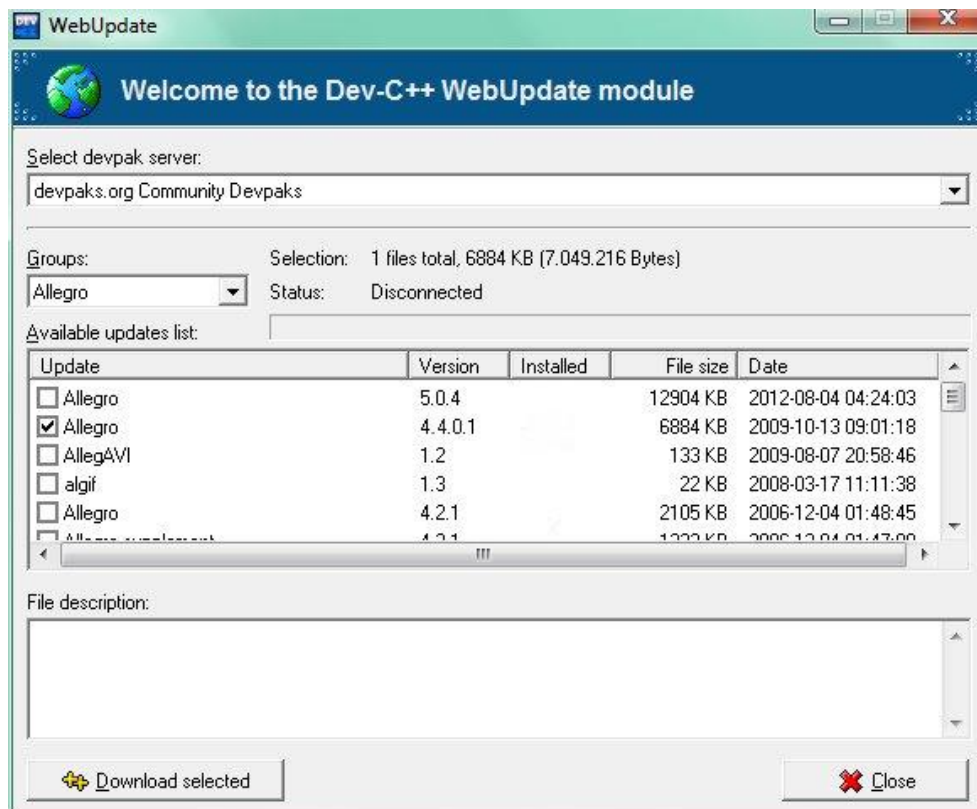 WebUpdate
Welcome to the Dev-C++ WebUpdate module
Select devpak server:
devpaks.org Community Devpaks
Groups:
Selection: 1 files total, 6884 KB (7.049.216 Bytes)
Allegro
Status: Disconnected
Available updates list:
Update Version Installed File size Date
Allegro 5.0.4 12904 KB 2012-08-04 04:24:03
Allegro 4.4.0.1 6884 KB 2009-10-13 09:01:18
AllegAVI 1.2 133 KB 2009-08-07 20:58:46
algif 1.3 22 KB 2008-03-17 11:11:38
Allegro 4.2.1 2105 KB 2006-12-04 01:48:45
Allegro supplement 4.2.1
File description:
Download selected
Close